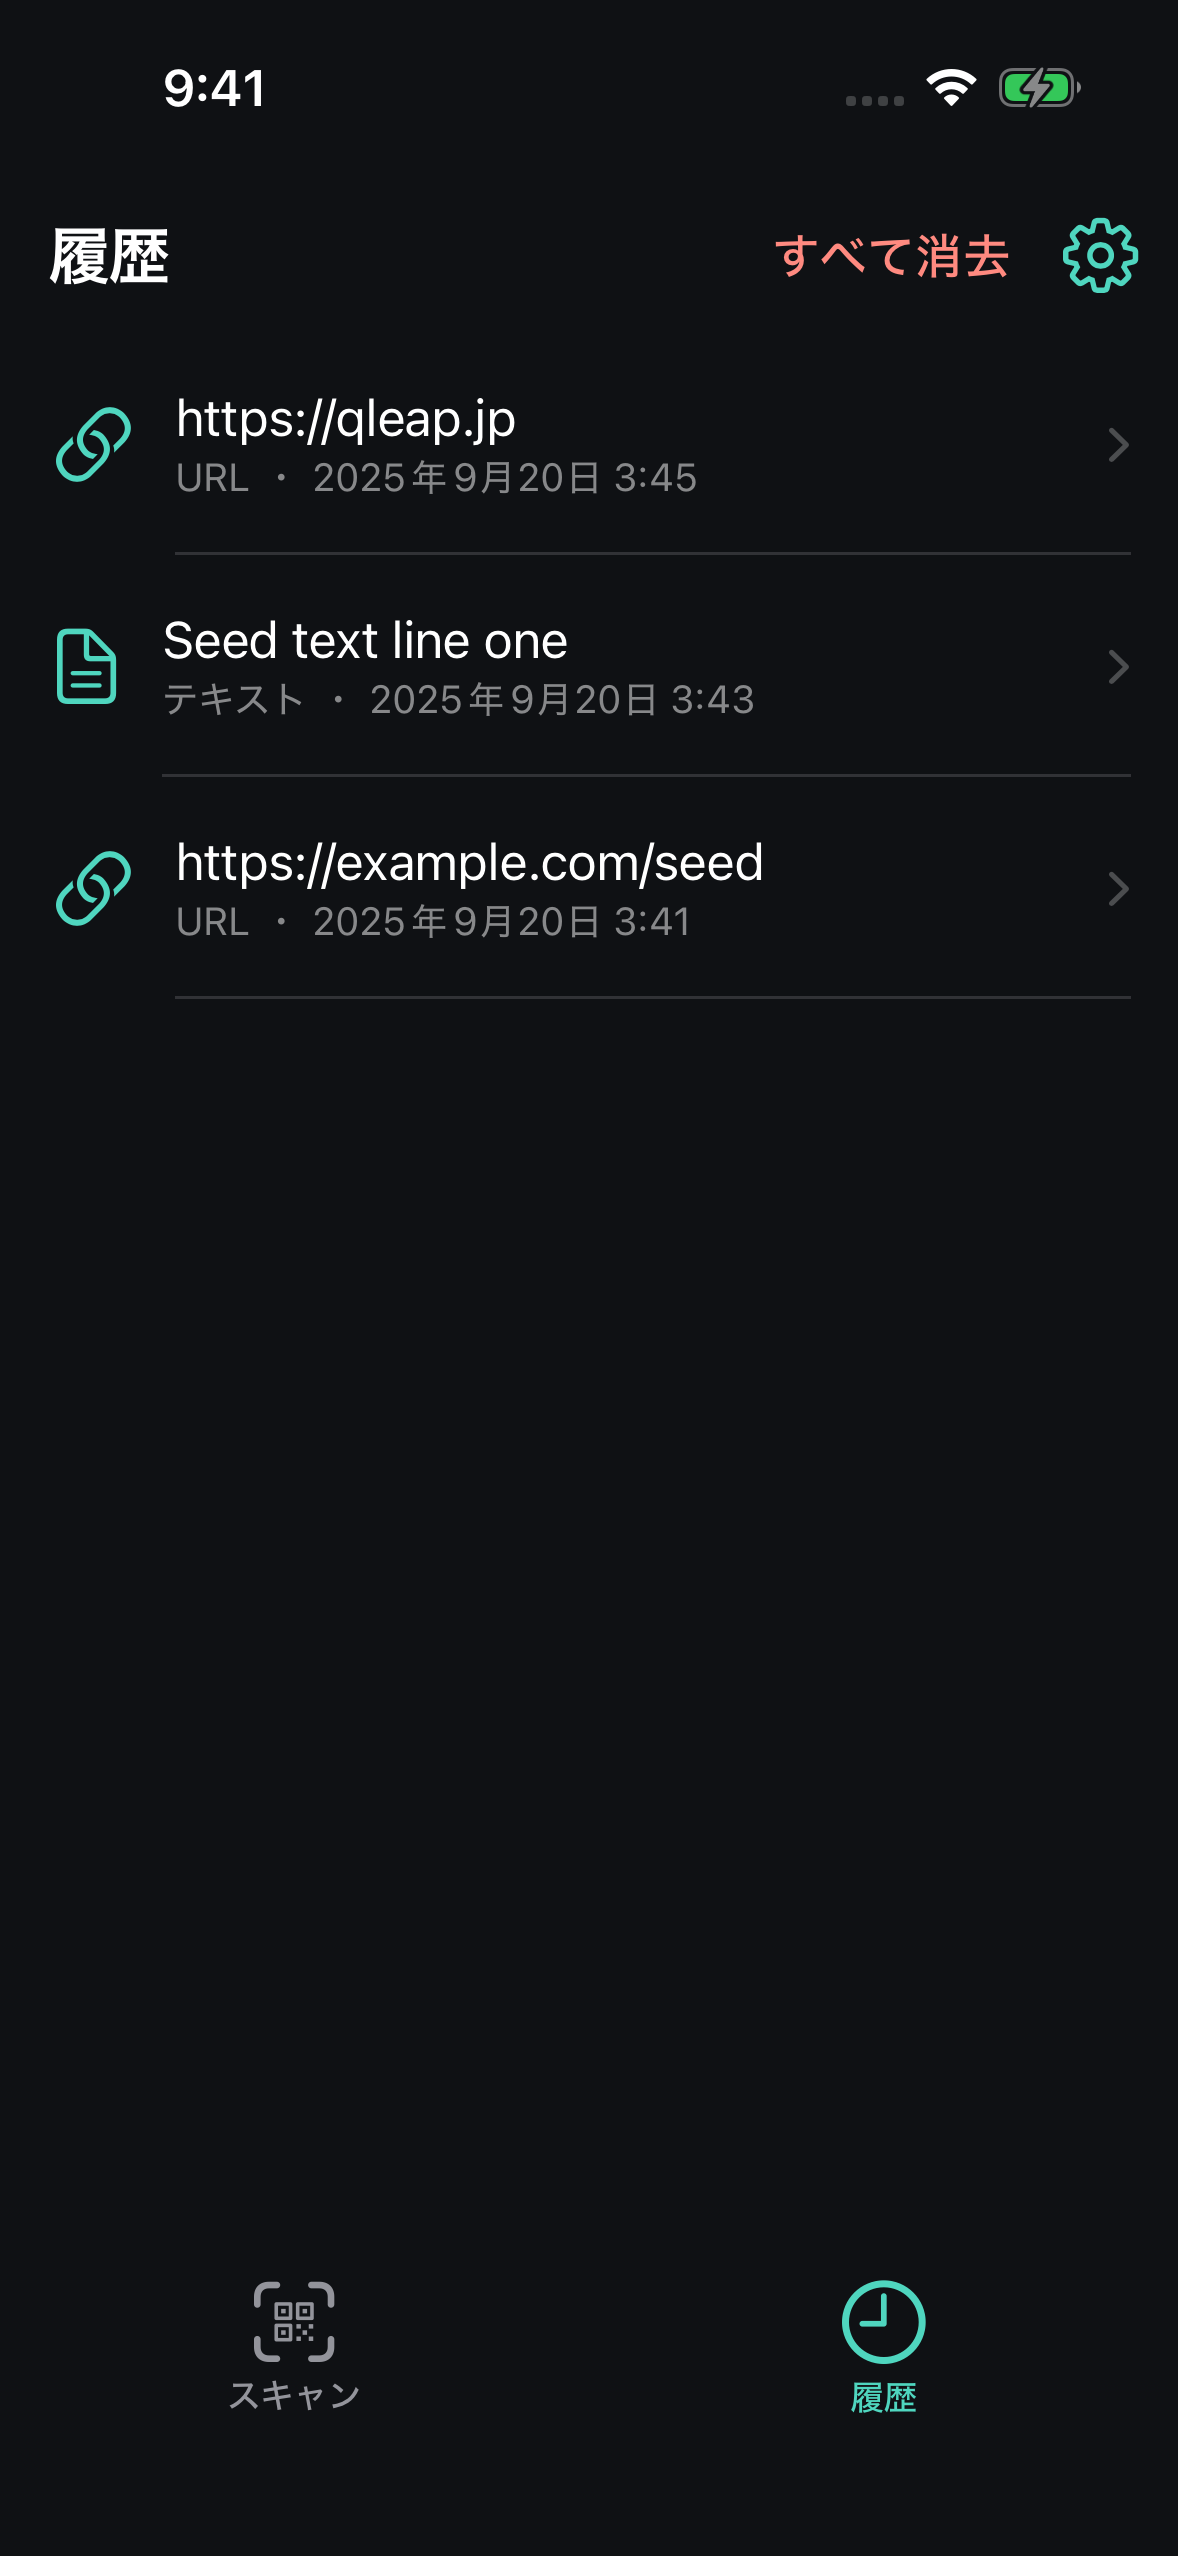 9:41
履歴 すべて消去
https://qleap.jp
URL ・ 2025年9月20日 3:45
Seed text line one
テキスト ・ 2025年9月20日 3:43
https://example.com/seed
URL ・ 2025年9月20日 3:41
スキャン 履歴